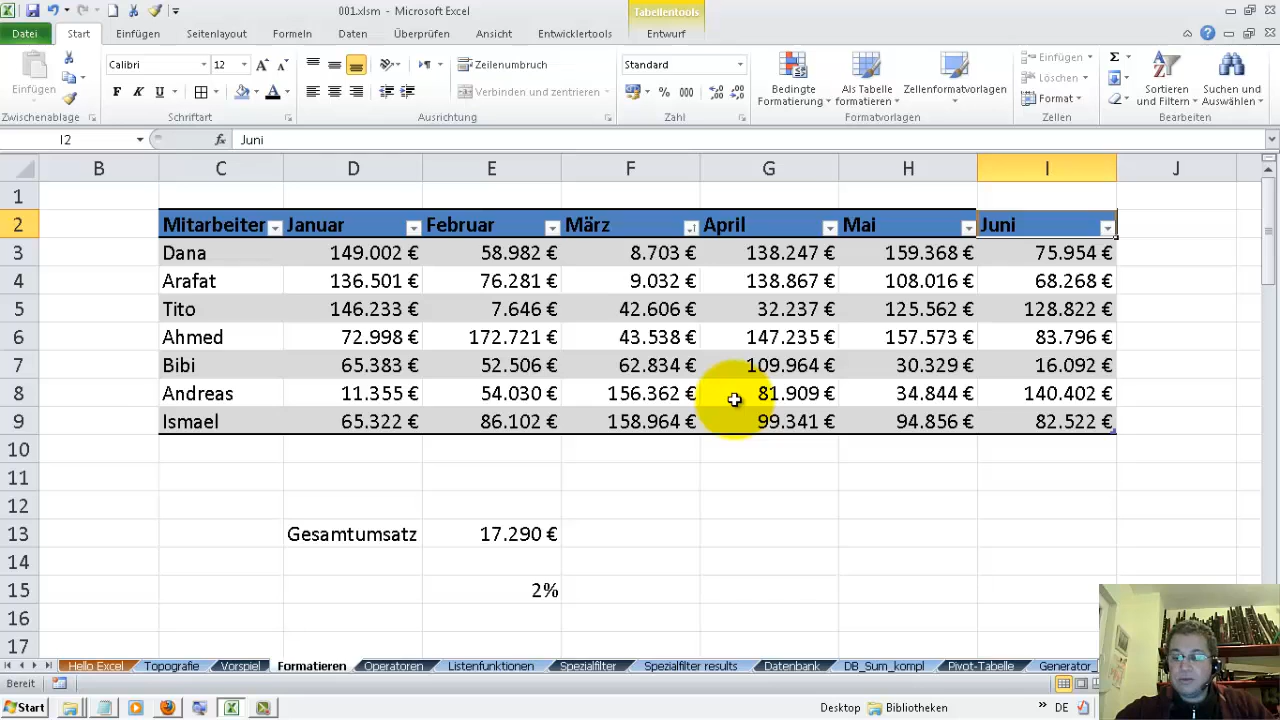 001.xlsm - Microsoft Excel
Tabellentools
Datei Start Einfügen Seitenlayout Formeln Daten Überprüfen Ansicht Entwicklertools Entwurf
Einfügen
Zwischenablage
Calibri 12
F K U
Schriftart
Zeilenumbruch
Verbinden und zentrieren
Ausrichtung
Standard
% 000
Zahl
Bedingte Formatierung
Als Tabelle formatieren
Zellenformatvorlagen
Formatvorlagen
Einfügen
Löschen
Format
Zellen
Sortieren und Filtern
Suchen und Auswählen
Bearbeiten
I2 fx Juni
B C D E F G H I J
1
2 Mitarbeiter Januar Februar März April Mai Juni
3 Dana 149.002 € 58.982 € 8.703 € 138.247 € 159.368 € 75.954 €
4 Arafat 136.501 € 76.281 € 9.032 € 138.867 € 108.016 € 68.268 €
5 Tito 146.233 € 7.646 € 42.606 € 32.237 € 125.562 € 128.822 €
6 Ahmed 72.998 € 172.721 € 43.538 € 147.235 € 157.573 € 83.796 €
7 Bibi 65.383 € 52.506 € 62.834 € 109.964 € 30.329 € 16.092 €
8 Andreas 11.355 € 54.030 € 156.362 € 81.909 € 34.844 € 140.402 €
9 Ismael 65.322 € 86.102 € 158.964 € 99.341 € 94.856 € 82.522 €
10
11
12
13 Gesamtumsatz 17.290 €
14
15 2%
16
17
Hello Excel Topografie Vorspiel Formatieren Operatoren Listenfunktionen Spezialfilter Spezialfilter results Datenbank DB_Sum_kompl Pivot-Tabelle Generator_
Bereit
Start Desktop Bibliotheken » DE